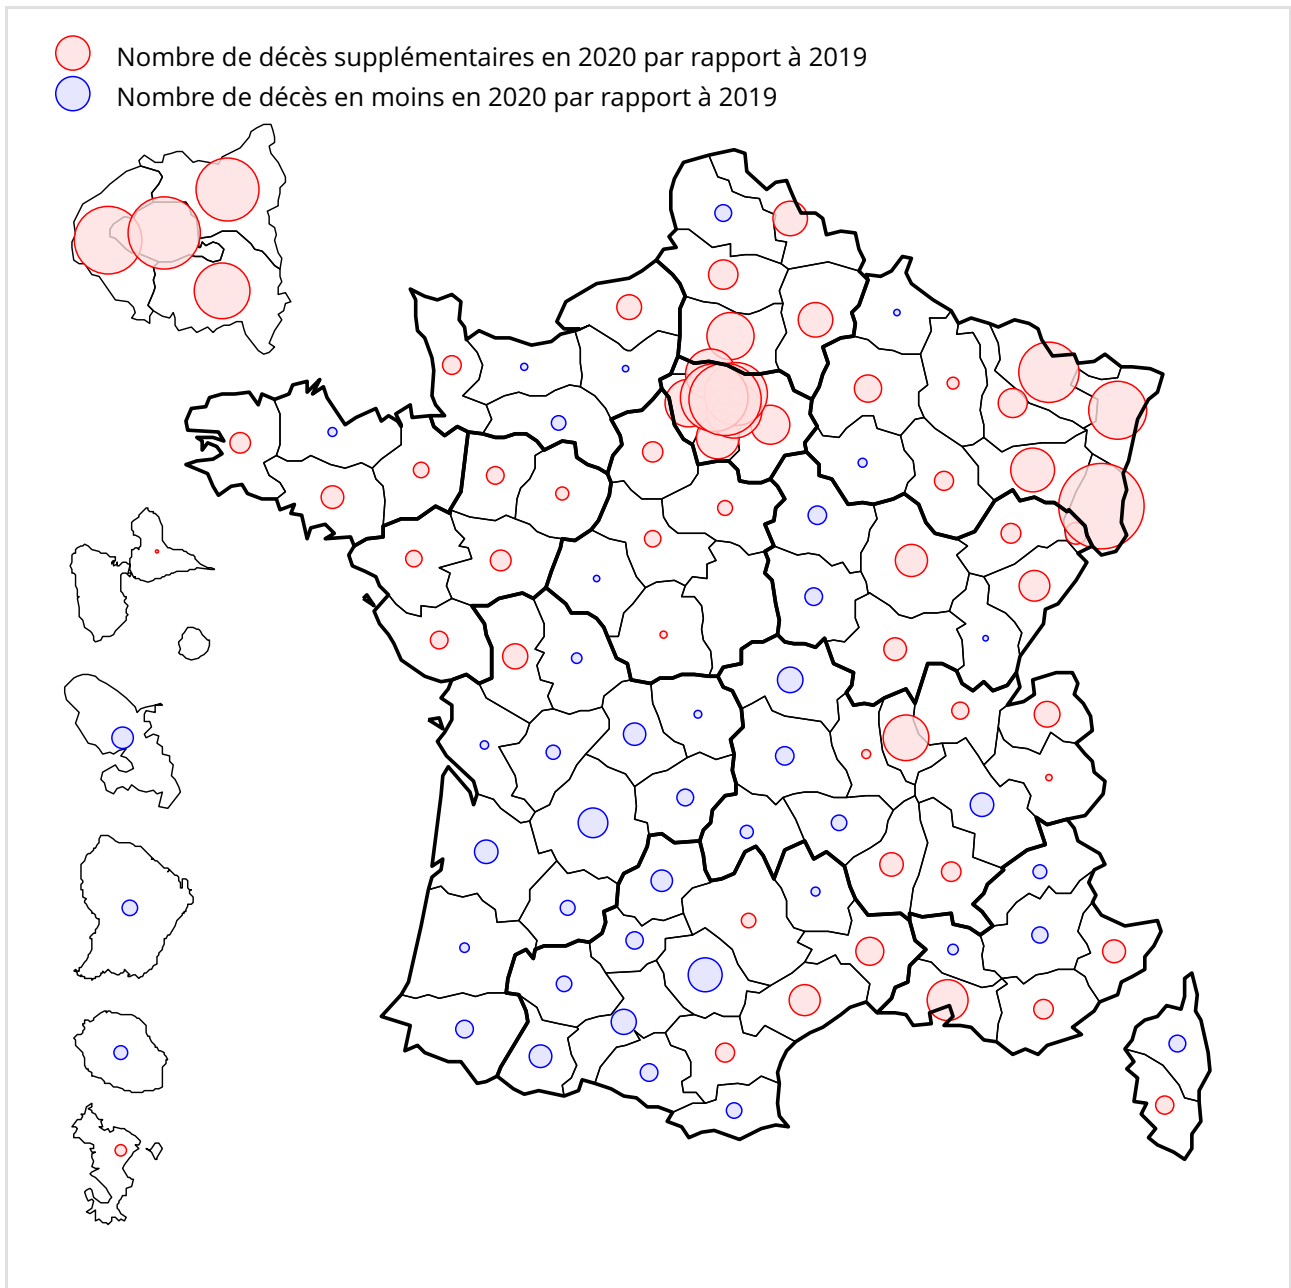 Nombre de décès supplémentaires en 2020 par rapport à 2019
Nombre de décès en moins en 2020 par rapport à 2019